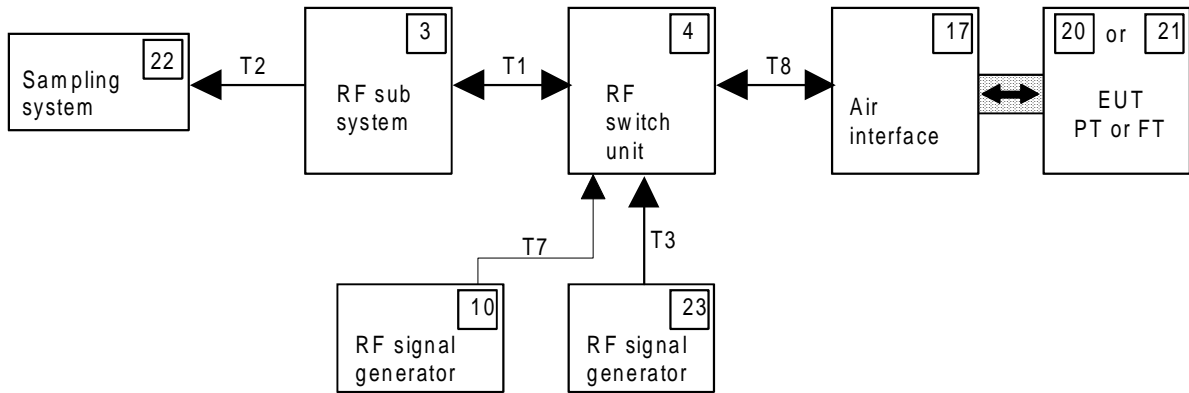 22
Sampling
system
T2
3
RF sub
system
T1
4
RF
switch
unit
T8
17
Air
interface
20 or 21
EUT
PT or FT
T7
T3
10
RF signal
generator
23
RF signal
generator